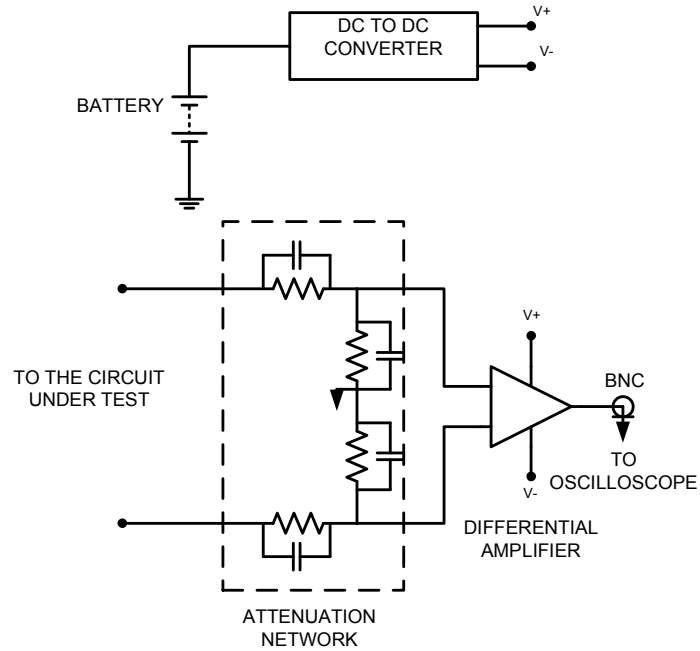 DC TO DC
CONVERTER
V+
V-
BATTERY
TO THE CIRCUIT
UNDER TEST
V+
BNC
TO
OSCILLOSCOPE
V-
DIFFERENTIAL
AMPLIFIER
ATTENUATION
NETWORK